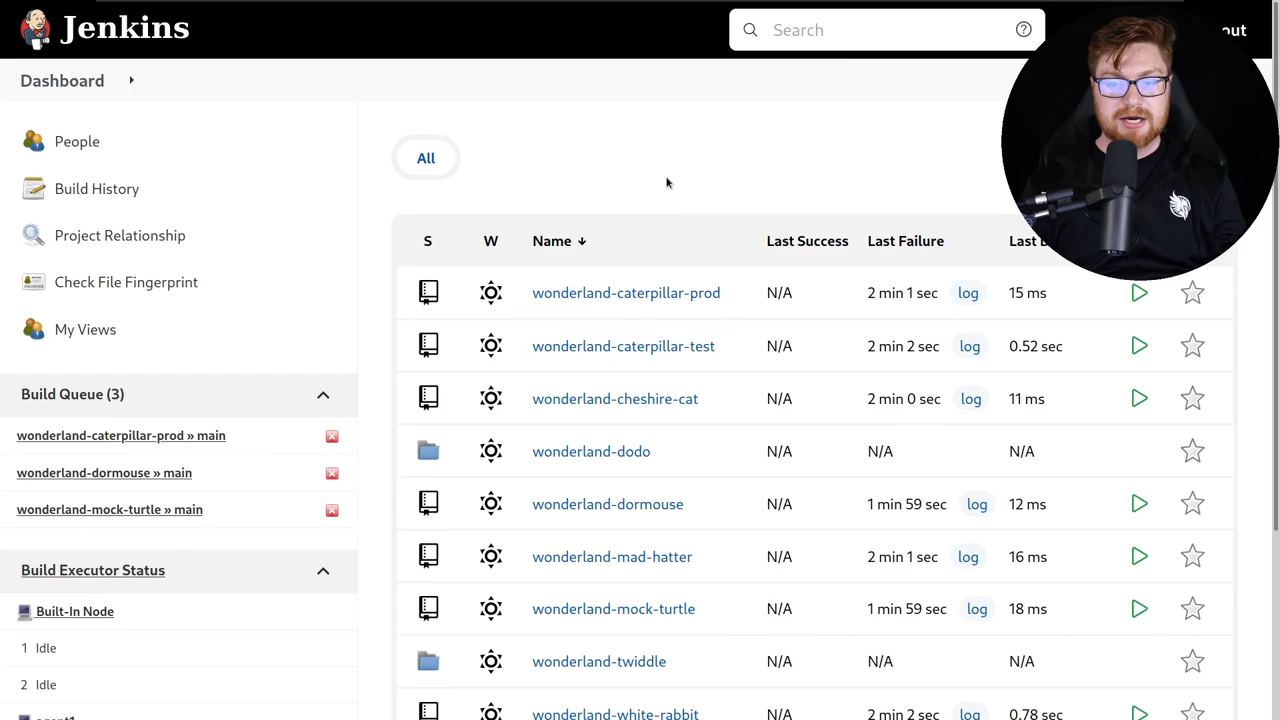 Jenkins
Search
out
Dashboard
People
Build History
Project Relationship
Check File Fingerprint
My Views
Build Queue (3)
wonderland-caterpillar-prod » main
wonderland-dormouse » main
wonderland-mock-turtle » main
Build Executor Status
Built-In Node
1 Idle
2 Idle
agent1
All
S W Name ↓ Last Success Last Failure Last
wonderland-caterpillar-prod N/A 2 min 1 sec log 15 ms
wonderland-caterpillar-test N/A 2 min 2 sec log 0.52 sec
wonderland-cheshire-cat N/A 2 min 0 sec log 11 ms
wonderland-dodo N/A N/A N/A
wonderland-dormouse N/A 1 min 59 sec log 12 ms
wonderland-mad-hatter N/A 2 min 1 sec log 16 ms
wonderland-mock-turtle N/A 1 min 59 sec log 18 ms
wonderland-twiddle N/A N/A N/A
wonderland-white-rabbit N/A 2 min 2 sec log 0.78 sec